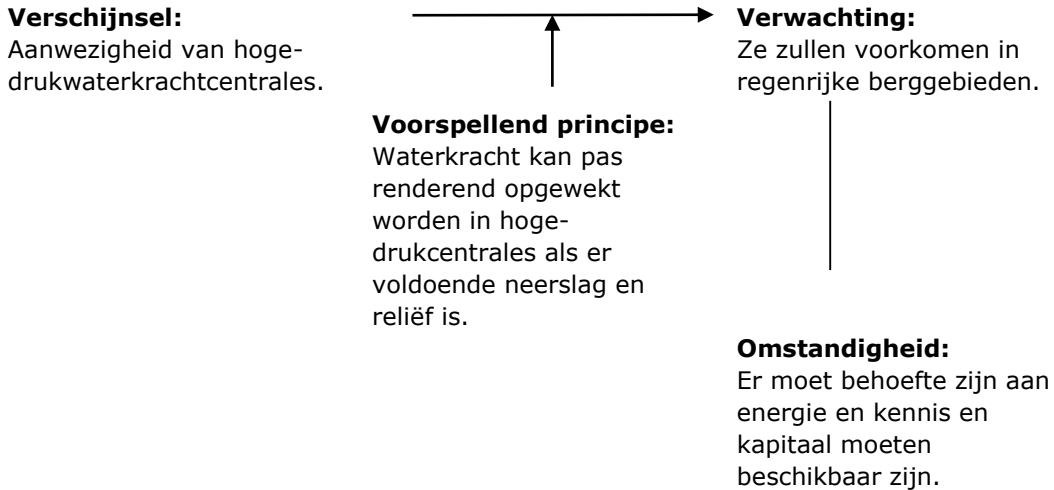 Verschijnsel:
Aanwezigheid van hoge-
drukwaterkrachtcentrales.
Verwachting:
Ze zullen voorkomen in
regenrijke berggebieden.
Voorspellend principe:
Waterkracht kan pas
renderend opgewekt
worden in hoge-
drukcentrales als er
voldoende neerslag en
reliëf is.
Omstandigheid:
Er moet behoefte zijn aan
energie en kennis en
kapitaal moeten
beschikbaar zijn.